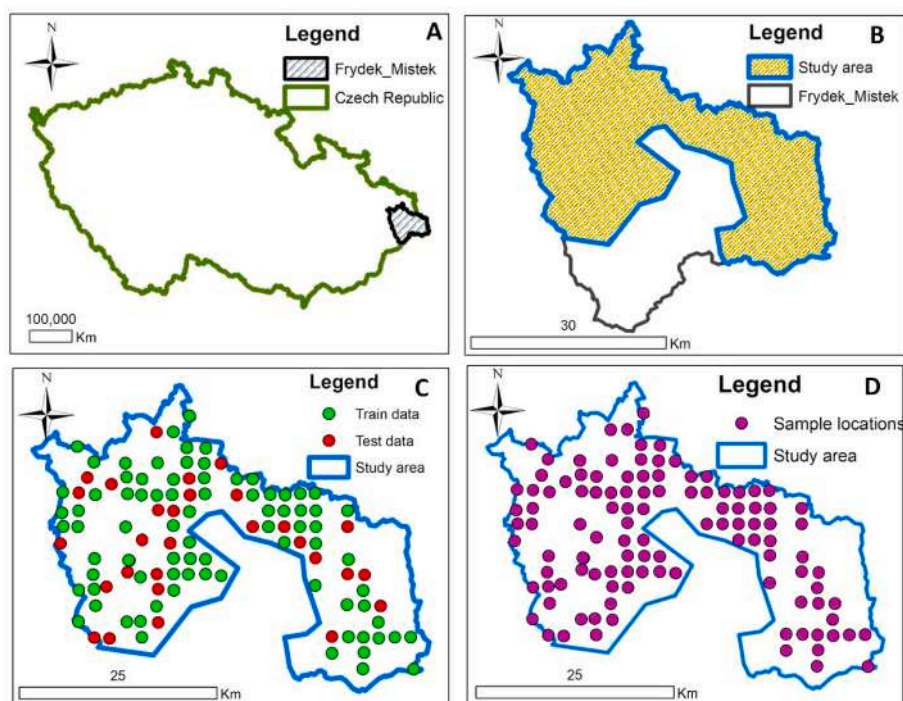 N
Legend
A
Frydek_Mistek
Czech Republic
100,000
Km
N
Legend
B
Study area
Frydek_Mistek
30
Km
N
Legend
C
Train data
Test data
Study area
25
Km
N
Legend
D
Sample locations
Study area
25
Km